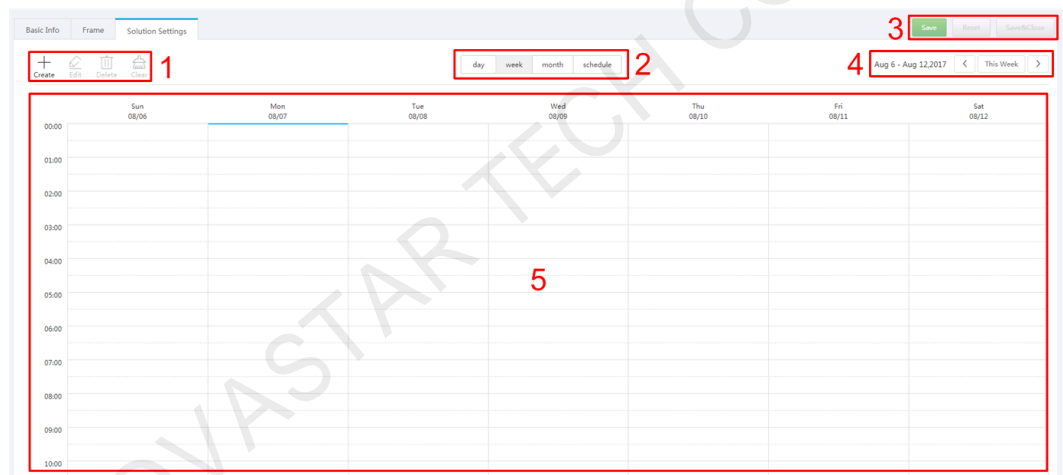 Basic Info Frame Solution Settings
3 Save Reset Save&Close
Create Edit Delete Clear 1
day week month schedule 2
4 Aug 6 - Aug 12,2017 < This Week >
Sun Mon Tue Wed Thu Fri Sat
08/06 08/07 08/08 08/09 08/10 08/11 08/12
00:00
01:00
02:00
03:00
04:00
5
05:00
06:00
07:00
08:00
09:00
10:00
OVASTAR TECH CO